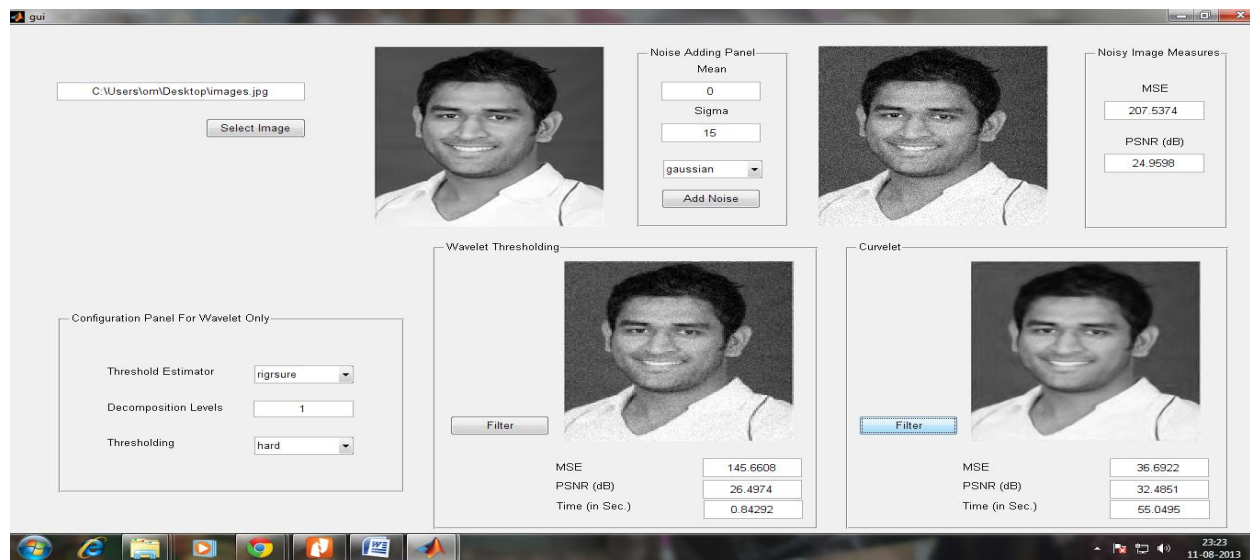 gui
C:\Users\om\Desktop\images.jpg
Select Image
Noise Adding Panel
Mean
0
Sigma
15
gaussian
Add Noise
Noisy Image Measures
MSE
207.5374
PSNR (dB)
24.9598
Configuration Panel For Wavelet Only
Threshold Estimator rigrsure
Decomposition Levels 1
Thresholding hard
Wavelet Thresholding
Filter
MSE 145.6608
PSNR (dB) 26.4974
Time (in Sec.) 0.84292
Curvelet
Filter
MSE 36.6922
PSNR (dB) 32.4851
Time (in Sec.) 55.0495
23:23
11-08-2013